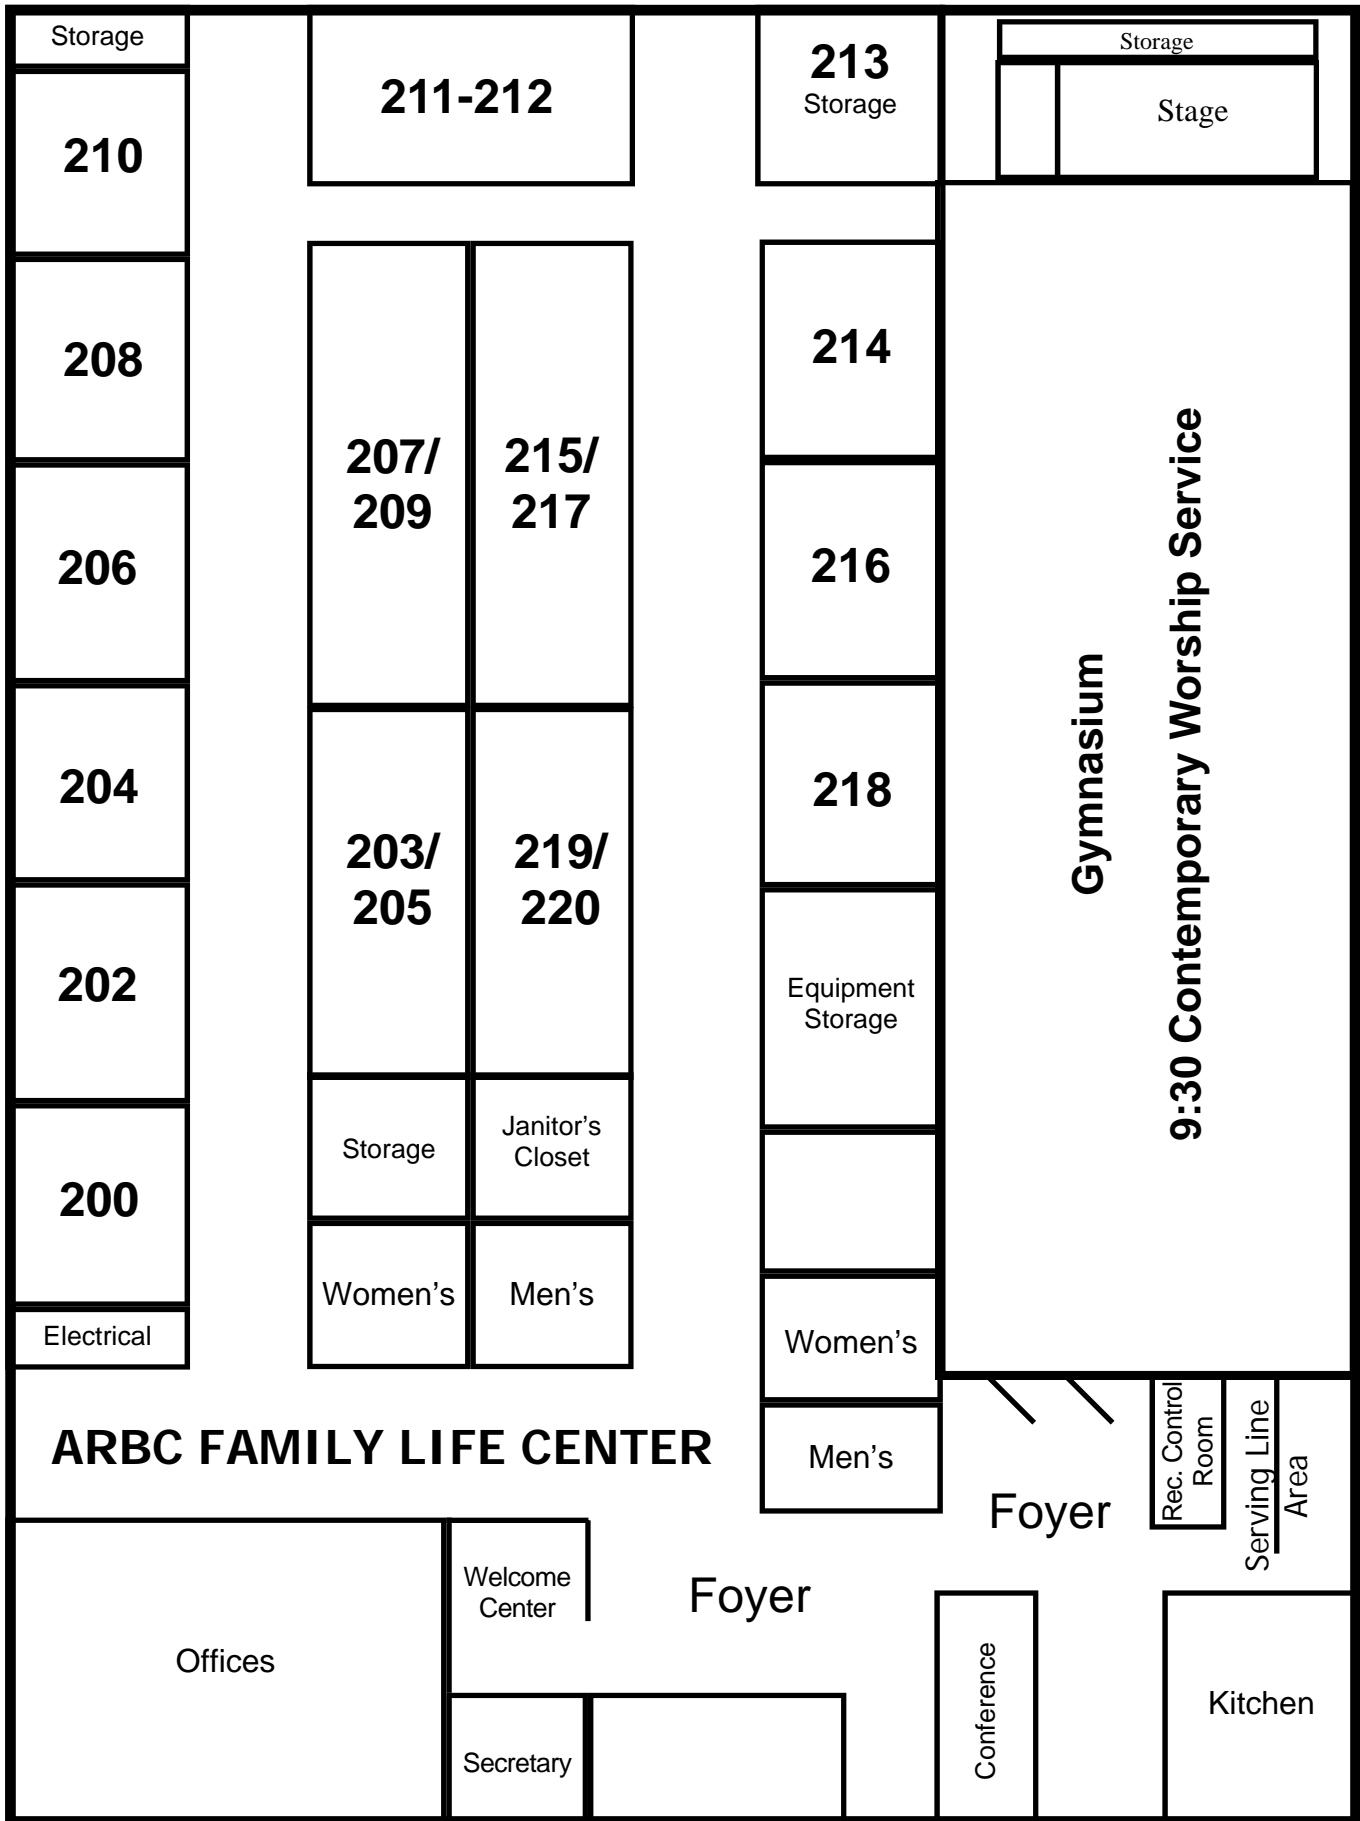 Storage
211-212
213
Storage
Storage
Stage
210
208
206
204
202
200
Electrical
207/
209
215/
217
203/
205
219/
220
Storage
Janitor’s
Closet
Women’s
Men’s
214
216
218
Equipment
Storage
Women’s
Men’s
Gymnasium
9:30 Contemporary Worship Service
ARBC FAMILY LIFE CENTER
Foyer
Rec. Control
Room
Serving Line
Area
Offices
Welcome
Center
Foyer
Secretary
Conference
Kitchen